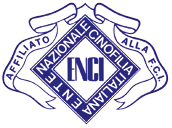 AFFILIATO
ALLA F.C.I.
ENTE NAZIONALE
CINOFILIA ITALIANA
ENCI